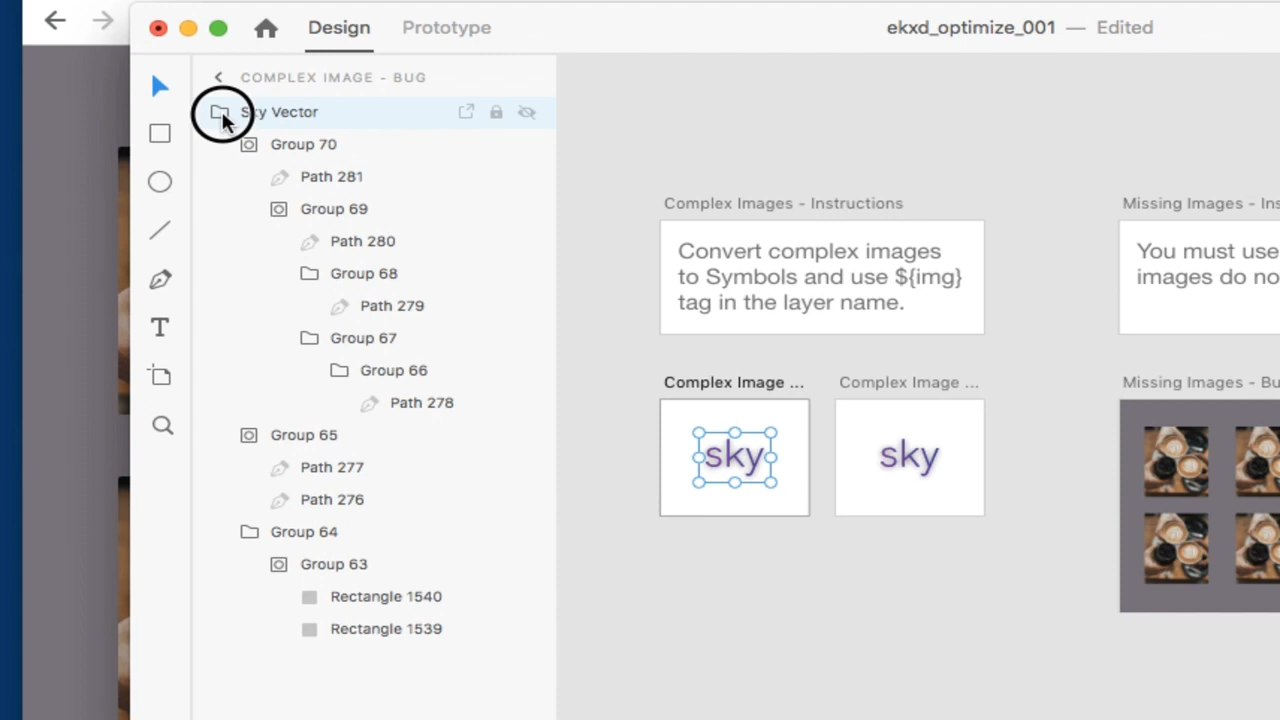 Design
Prototype
ekxd_optimize_001 — Edited
COMPLEX IMAGE - BUG
Sky Vector
Group 70
Path 281
Group 69
Path 280
Group 68
Path 279
Group 67
Group 66
Path 278
Group 65
Path 277
Path 276
Group 64
Group 63
Rectangle 1540
Rectangle 1539
Complex Images - Instructions
Convert complex images
to Symbols and use ${img}
tag in the layer name.
Complex Image ...
Complex Image ...
sky
sky
Missing Images - Ins
You must use
images do no
Missing Images - Bu